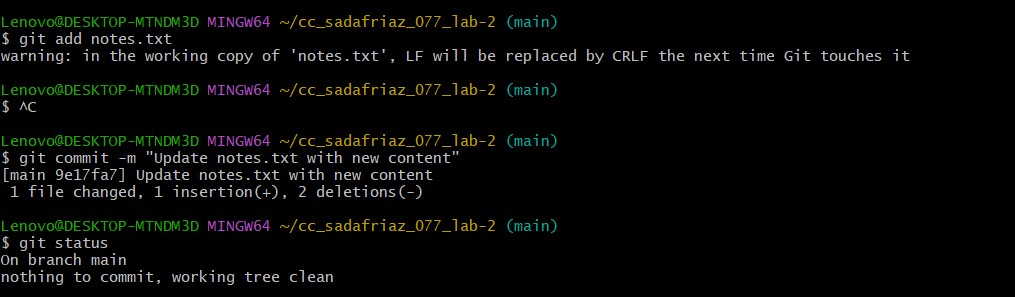 Lenovo@DESKTOP-MTNDM3D MINGW64 ~/cc_sadafriaz_077_lab-2 (main)
$ git add notes.txt
warning: in the working copy of 'notes.txt', LF will be replaced by CRLF the next time Git touches it
Lenovo@DESKTOP-MTNDM3D MINGW64 ~/cc_sadafriaz_077_lab-2 (main)
$ ^C
Lenovo@DESKTOP-MTNDM3D MINGW64 ~/cc_sadafriaz_077_lab-2 (main)
$ git commit -m "Update notes.txt with new content"
[main 9e17fa7] Update notes.txt with new content
 1 file changed, 1 insertion(+), 2 deletions(-)
Lenovo@DESKTOP-MTNDM3D MINGW64 ~/cc_sadafriaz_077_lab-2 (main)
$ git status
On branch main
nothing to commit, working tree clean